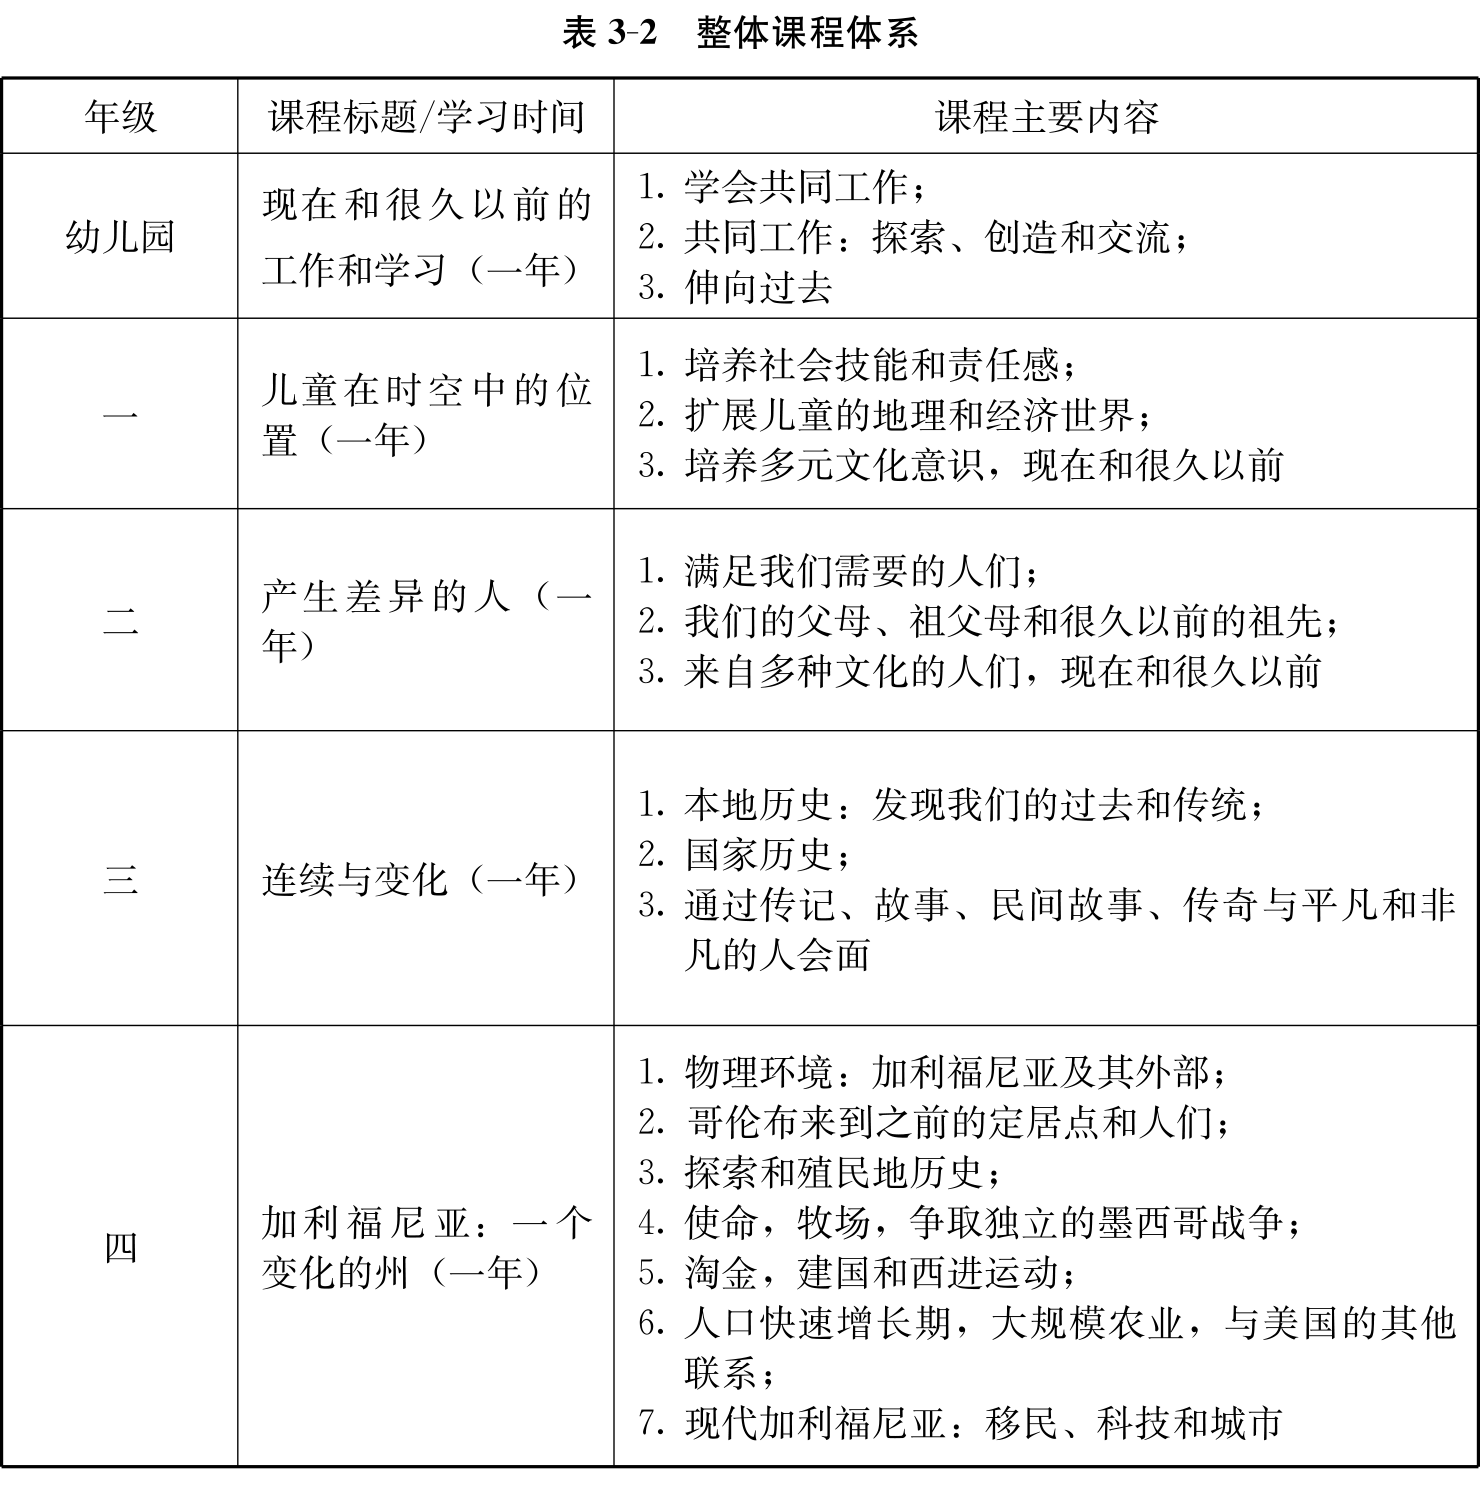 表 3-2 整体课程体系
年级
课程标题/学习时间
课程主要内容
幼儿园
现在和很久以前的
工作和学习（一年）
1. 学会共同工作；
2. 共同工作：探索、创造和交流；
3. 伸向过去
一
儿童在时空中的位
置（一年）
1. 培养社会技能和责任感；
2. 扩展儿童的地理和经济世界；
3. 培养多元文化意识，现在和很久以前
二
产生差异的人（一
年）
1. 满足我们需要的人们；
2. 我们的父母、祖父母和很久以前的祖先；
3. 来自多种文化的人们，现在和很久以前
三
连续与变化（一年）
1. 本地历史：发现我们的过去和传统；
2. 国家历史；
3. 通过传记、故事、民间故事、传奇与平凡和非
凡的人会面
四
加利福尼亚：一个
变化的州（一年）
1. 物理环境：加利福尼亚及其外部；
2. 哥伦布来到之前的定居点和人们；
3. 探索和殖民地历史；
4. 使命，牧场，争取独立的墨西哥战争；
5. 淘金，建国和西进运动；
6. 人口快速增长期，大规模农业，与美国的其他
联系；
7. 现代加利福尼亚：移民、科技和城市